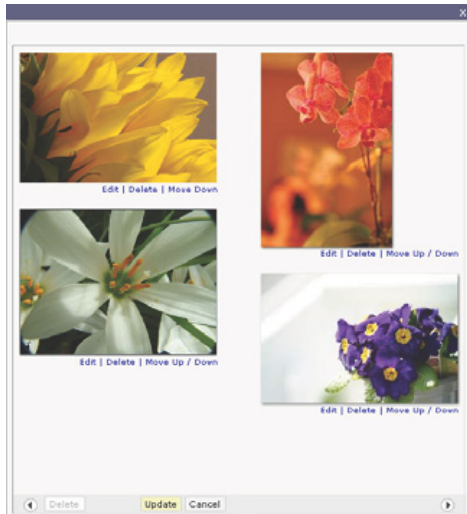 X
Edit | Delete | Move Down
Edit | Delete | Move Up / Down
Edit | Delete | Move Up / Down
Edit | Delete | Move Up / Down
Delete Update Cancel